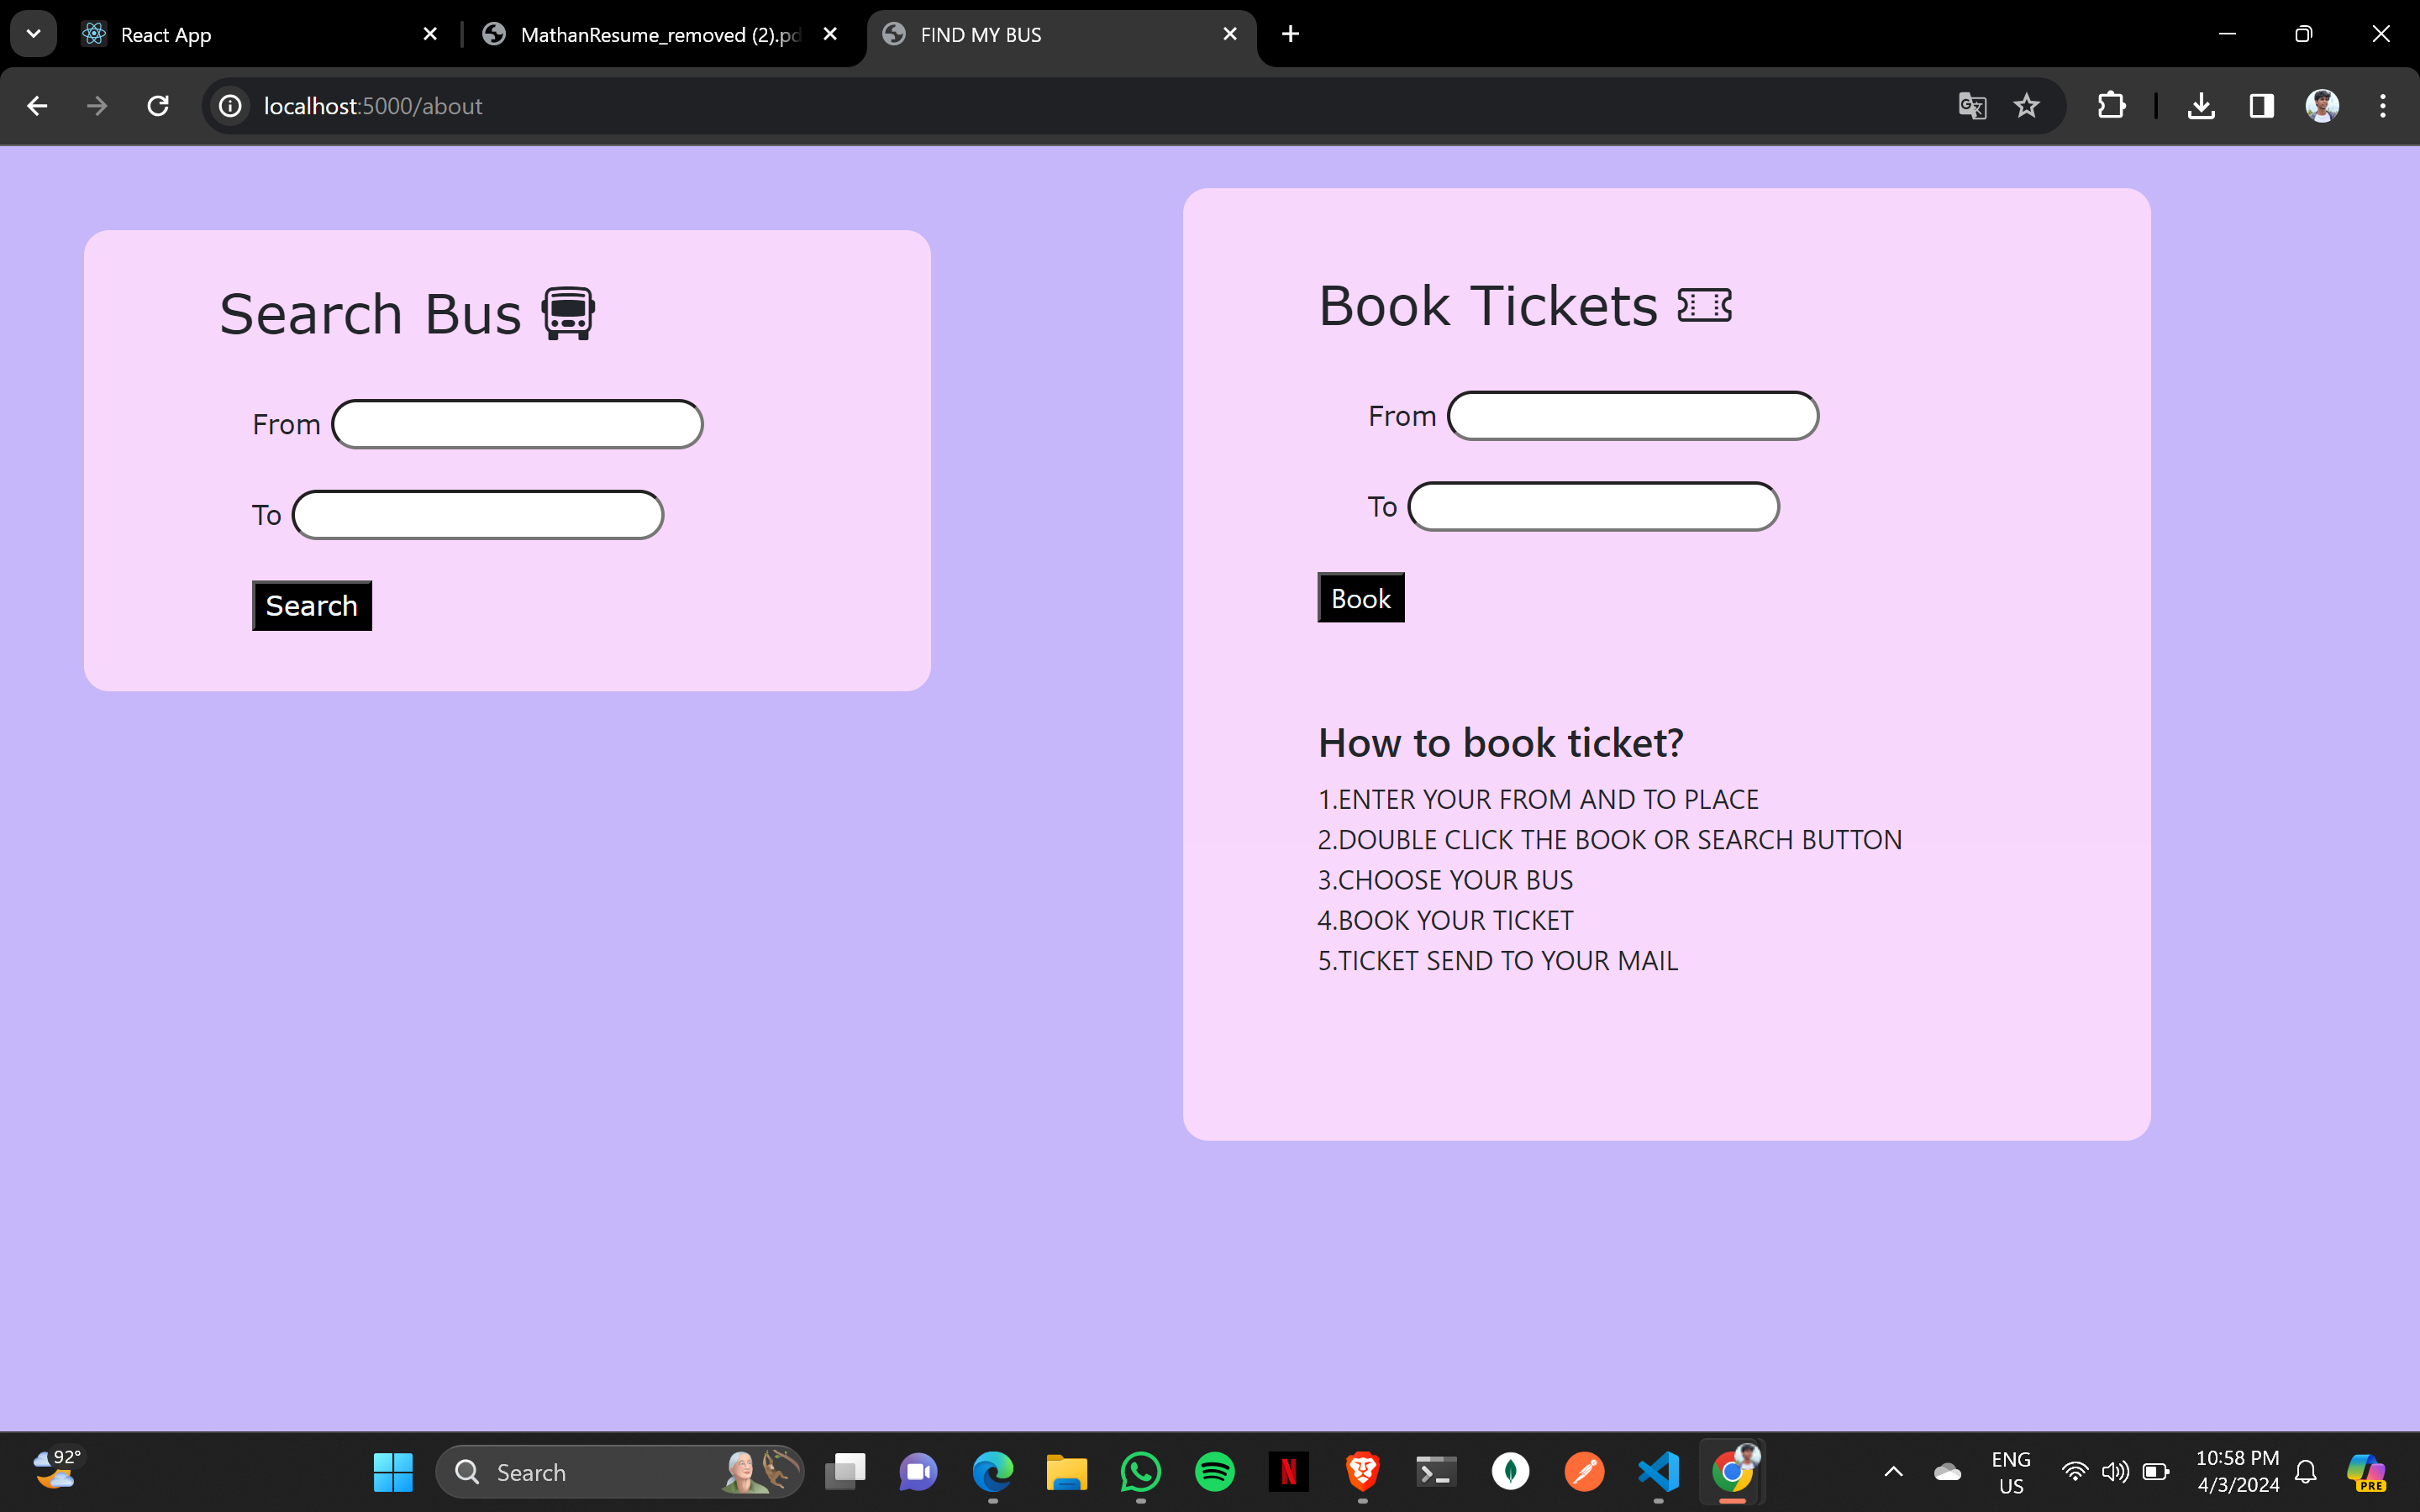 React App
MathanResume_removed (2).pd
FIND MY BUS
localhost:5000/about
Search Bus
From
To
Search
Book Tickets
From
To
Book
How to book ticket?
1.ENTER YOUR FROM AND TO PLACE
2.DOUBLE CLICK THE BOOK OR SEARCH BUTTON
3.CHOOSE YOUR BUS
4.BOOK YOUR TICKET
5.TICKET SEND TO YOUR MAIL
92°
Search
N
ENG
US
10:58 PM
4/3/2024
PRE